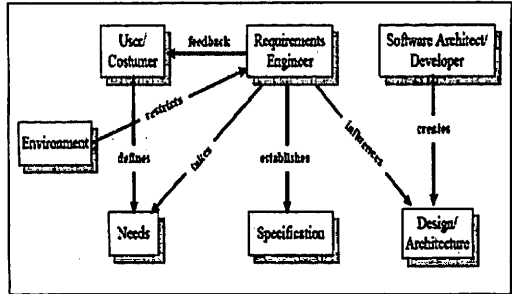 User/
Costumer
feedback
Requirements
Engineer
Software Architect/
Developer
restricts
Environment
defines
takes
establishes
influences
creates
Needs
Specification
Design/
Architecture